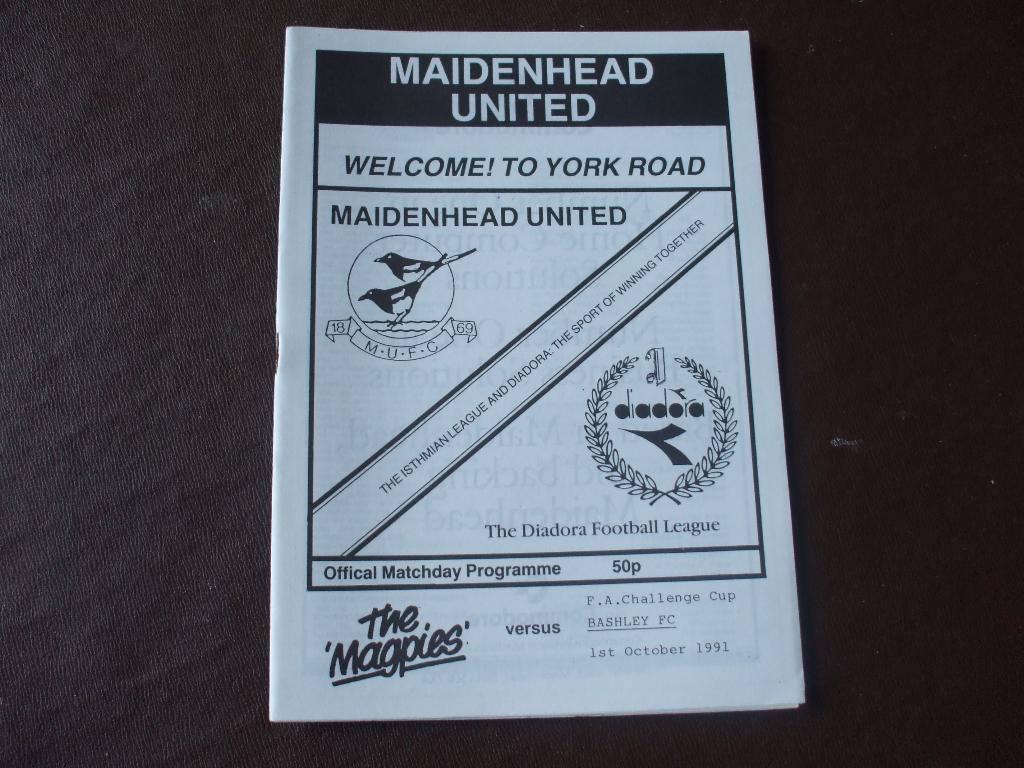 MAIDENHEAD
UNITED
WELCOME! TO YORK ROAD
MAIDENHEAD UNITED
18 69
M·U·F·C
THE ISTHMIAN LEAGUE AND DIADORA: THE SPORT OF WINNING TOGETHER
diadora
The Diadora Football League
Offical Matchday Programme 50p
The
'Magpies'
versus
F.A.Challenge Cup
BASHLEY FC
1st October 1991